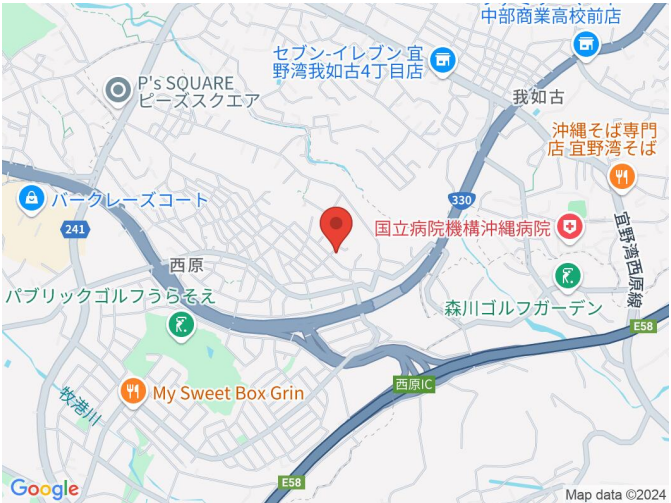 中部商業高校前店
セブン-イレブン 宜
野湾我如古4丁目店
P's SQUARE
ピーズスクエア
我如古
沖縄そば専門
店 宜野湾そば
バークレーズコート
330
241
国立病院機構沖縄病院
宜野湾西原線
西原
パブリックゴルフうらそえ
森川ゴルフガーデン
E58
西原IC
My Sweet Box Grin
牧港川
E58
Google
Map data ©2024